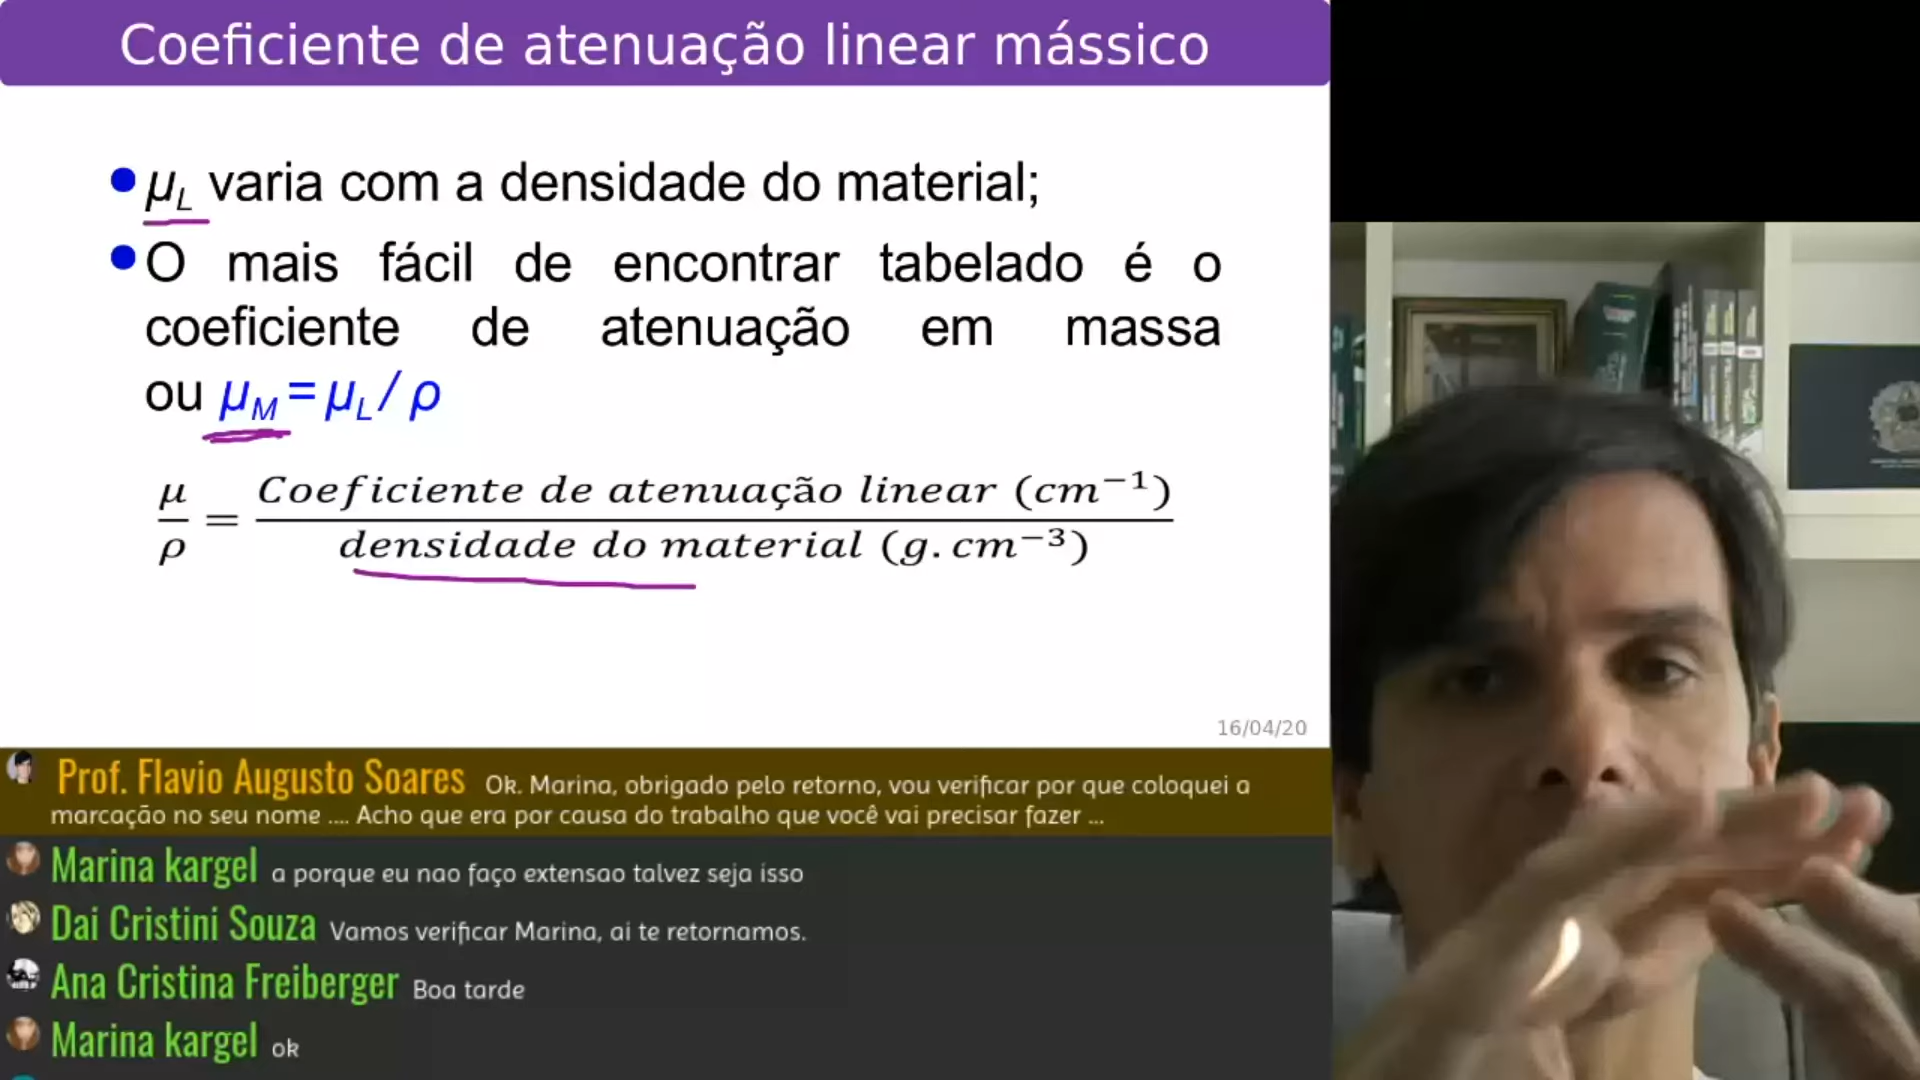 Coeficiente de atenuação linear mássico
μL varia com a densidade do material;
O mais fácil de encontrar tabelado é o
coeficiente de atenuação em massa
ou μM=μL/ρ
μ/ρ = Coeficiente de atenuação linear (cm⁻¹) / densidade do material (g.cm⁻³)
16/04/20
Prof. Flavio Augusto Soares Ok. Marina, obrigado pelo retorno, vou verificar por que coloquei a
marcação no seu nome .... Acho que era por causa do trabalho que você vai precisar fazer ...
Marina kargel a porque eu nao faço extensao talvez seja isso
Dai Cristini Souza Vamos verificar Marina, ai te retornamos.
Ana Cristina Freiberger Boa tarde
Marina kargel ok